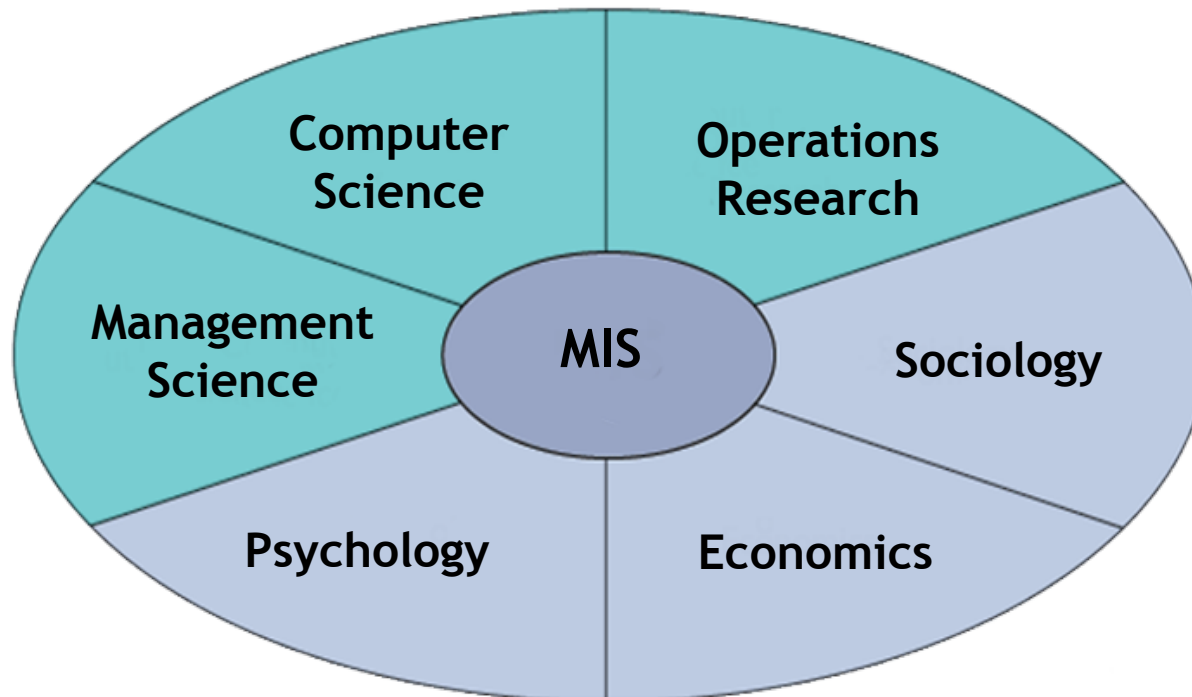 Computer
Science
Operations
Research
Management
Science
MIS
Sociology
Psychology
Economics